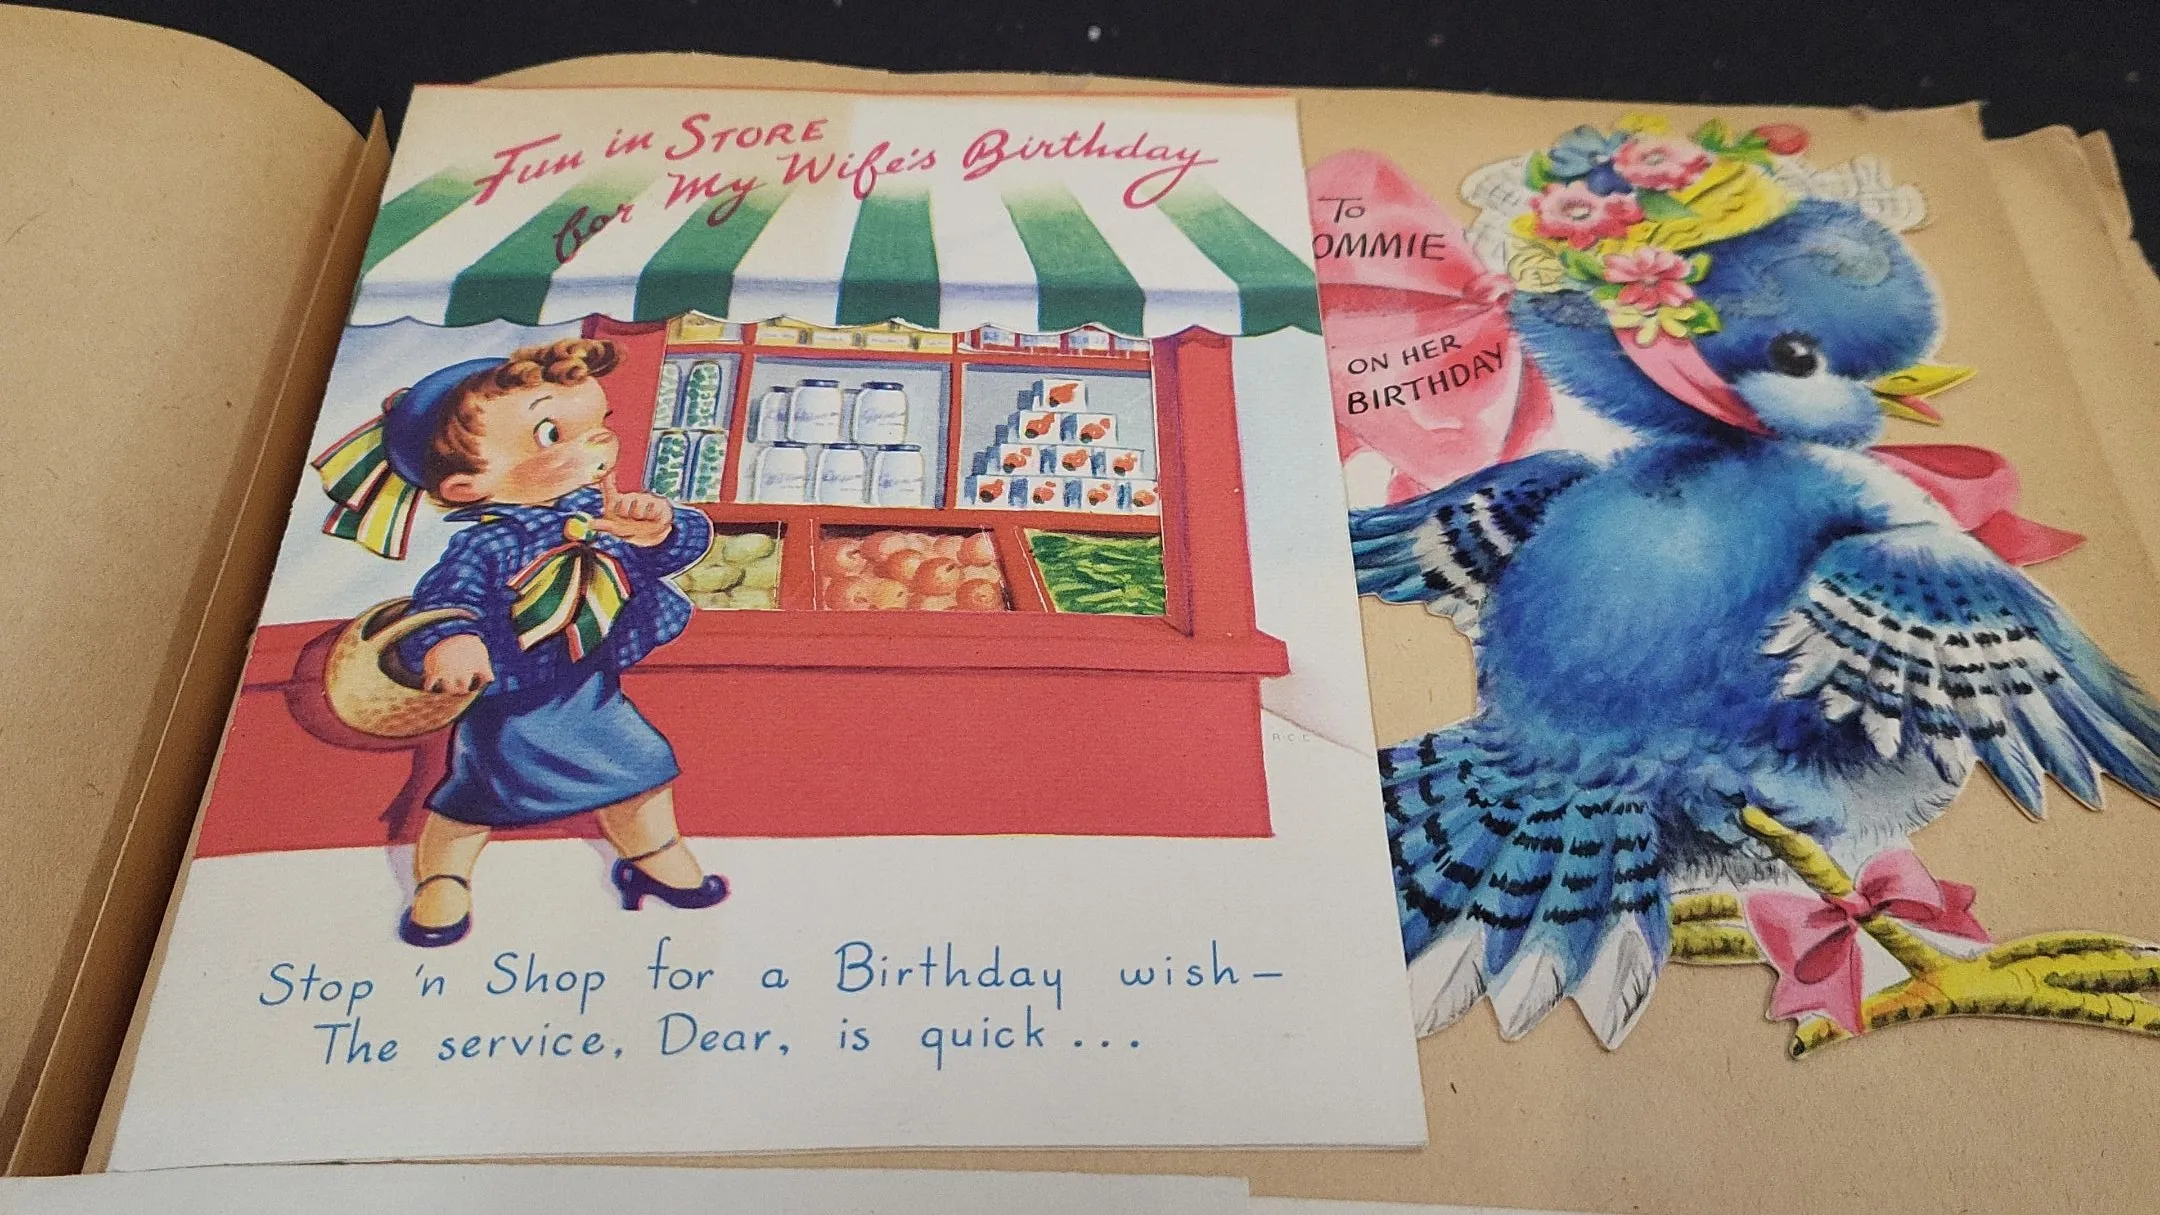 Fun in STORE
for My Wife's Birthday
Stop 'n Shop for a Birthday wish–
The service, Dear, is quick...
To
OMMIE
ON HER
BIRTHDAY